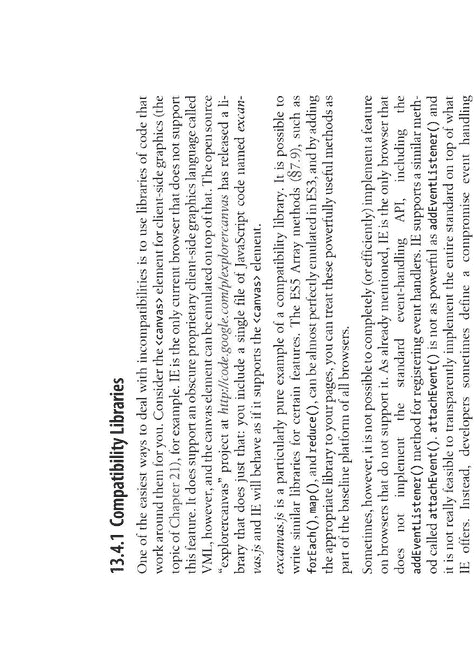 13.4.1 Compatibility Libraries
One of the easiest ways to deal with incompatibilities is to use libraries of code that
work around them for you. Consider the <canvas> element for client-side graphics (the
topic of Chapter 21), for example. IE is the only current browser that does not support
this feature. It does support an obscure proprietary client-side graphics language called
VML, however, and the canvas element can be emulated on top of that. The open source
“explorercanvas” project at http://code.google.com/p/explorercanvas has released a li-
brary that does just that: you include a single file of JavaScript code named excan-
vas.js and IE will behave as if it supports the <canvas> element.
excanvas.js is a particularly pure example of a compatibility library. It is possible to
write similar libraries for certain features. The ES5 Array methods (§7.9), such as
forEach(), map(), and reduce(), can be almost perfectly emulated in ES3, and by adding
the appropriate library to your pages, you can treat these powerfully useful methods as
part of the baseline platform of all browsers.
Sometimes, however, it is not possible to completely (or efficiently) implement a feature
on browsers that do not support it. As already mentioned, IE is the only browser that
does not implement the standard event-handling API, including the
addEventListener() method for registering event handlers. IE supports a similar meth-
od called attachEvent(). attachEvent() is not as powerful as addEventListener() and
it is not really feasible to transparently implement the entire standard on top of what
IE offers. Instead, developers sometimes define a compromise event handling